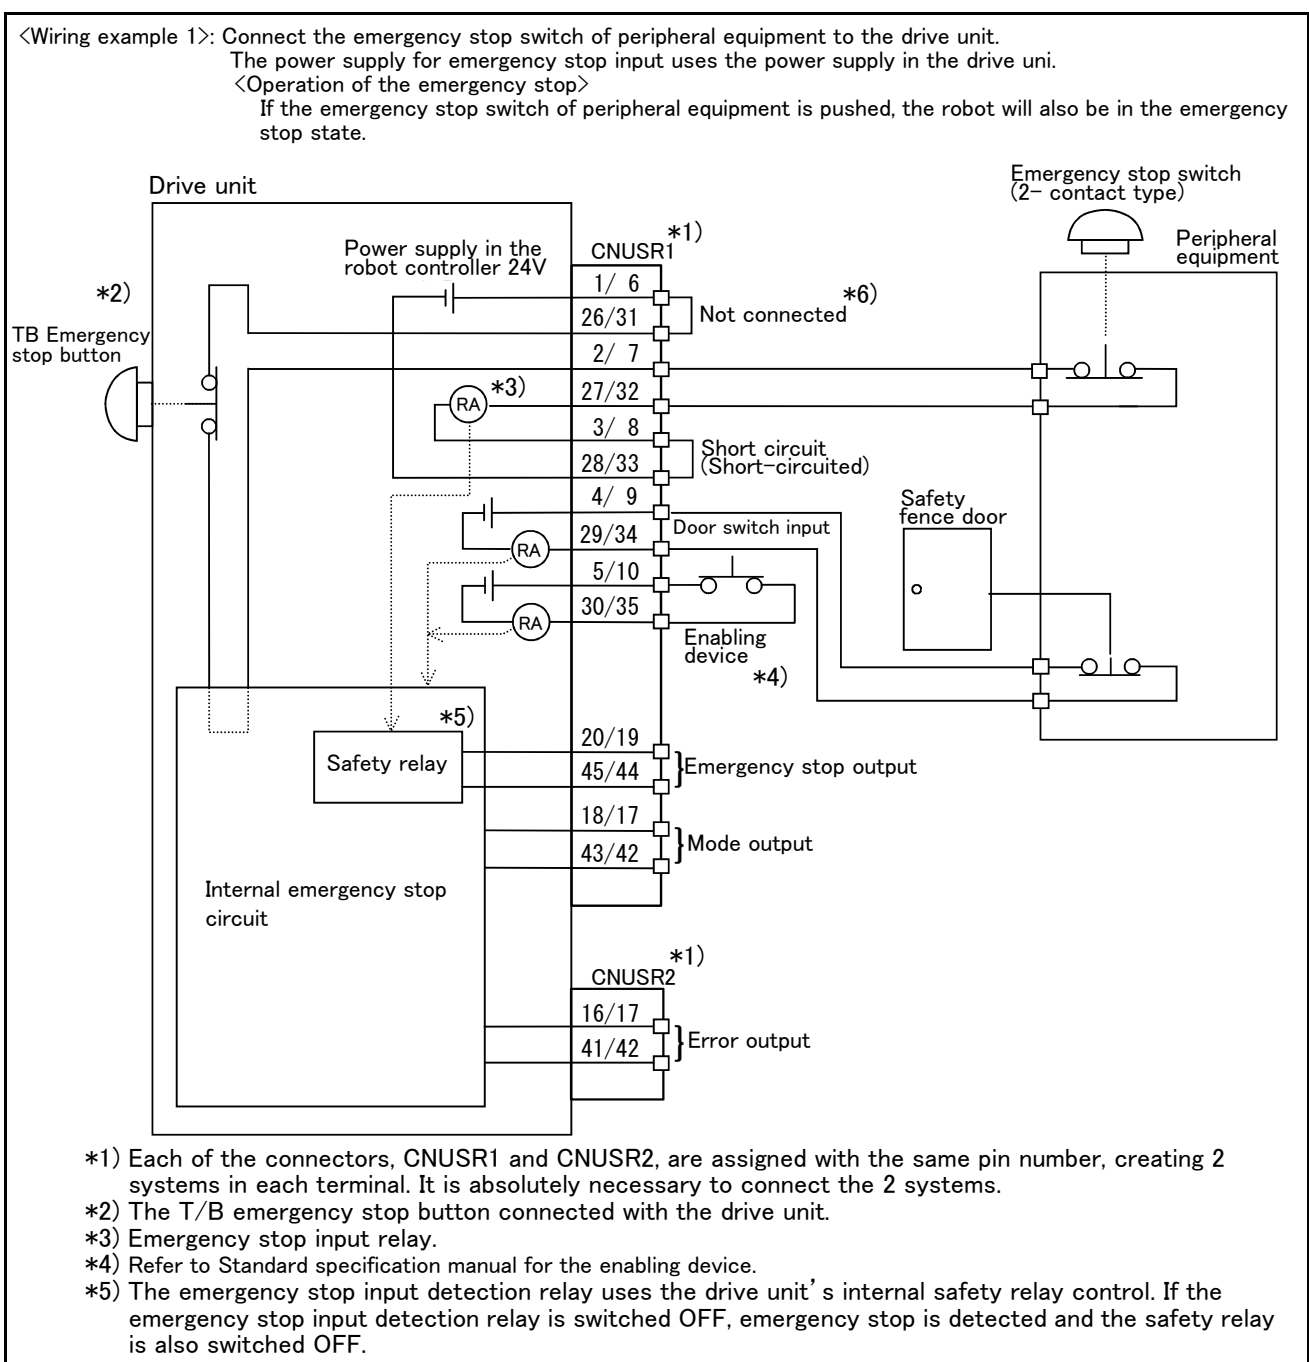 <Wiring example 1>: Connect the emergency stop switch of peripheral equipment to the drive unit.
The power supply for emergency stop input uses the power supply in the drive uni.
<Operation of the emergency stop>
If the emergency stop switch of peripheral equipment is pushed, the robot will also be in the emergency
stop state.
Emergency stop switch
(2- contact type)
Drive unit
*1)
CNUSR1
Peripheral
equipment
Power supply in the
robot controller 24V
1/ 6
*2)
*6)
Not connected
26/31
TB Emergency
stop button
2/ 7
*3)
RA
27/32
3/ 8
Short circuit
(Short-circuited)
28/33
4/ 9
Safety
fence door
Door switch input
29/34
RA
5/10
30/35
RA
Enabling
device
*4)
*5)
Safety relay
20/19
45/44
Emergency stop output
18/17
43/42
Mode output
Internal emergency stop
circuit
*1)
CNUSR2
16/17
41/42
Error output
*1) Each of the connectors, CNUSR1 and CNUSR2, are assigned with the same pin number, creating 2
systems in each terminal. It is absolutely necessary to connect the 2 systems.
*2) The T/B emergency stop button connected with the drive unit.
*3) Emergency stop input relay.
*4) Refer to Standard specification manual for the enabling device.
*5) The emergency stop input detection relay uses the drive unit's internal safety relay control. If the
emergency stop input detection relay is switched OFF, emergency stop is detected and the safety relay
is also switched OFF.